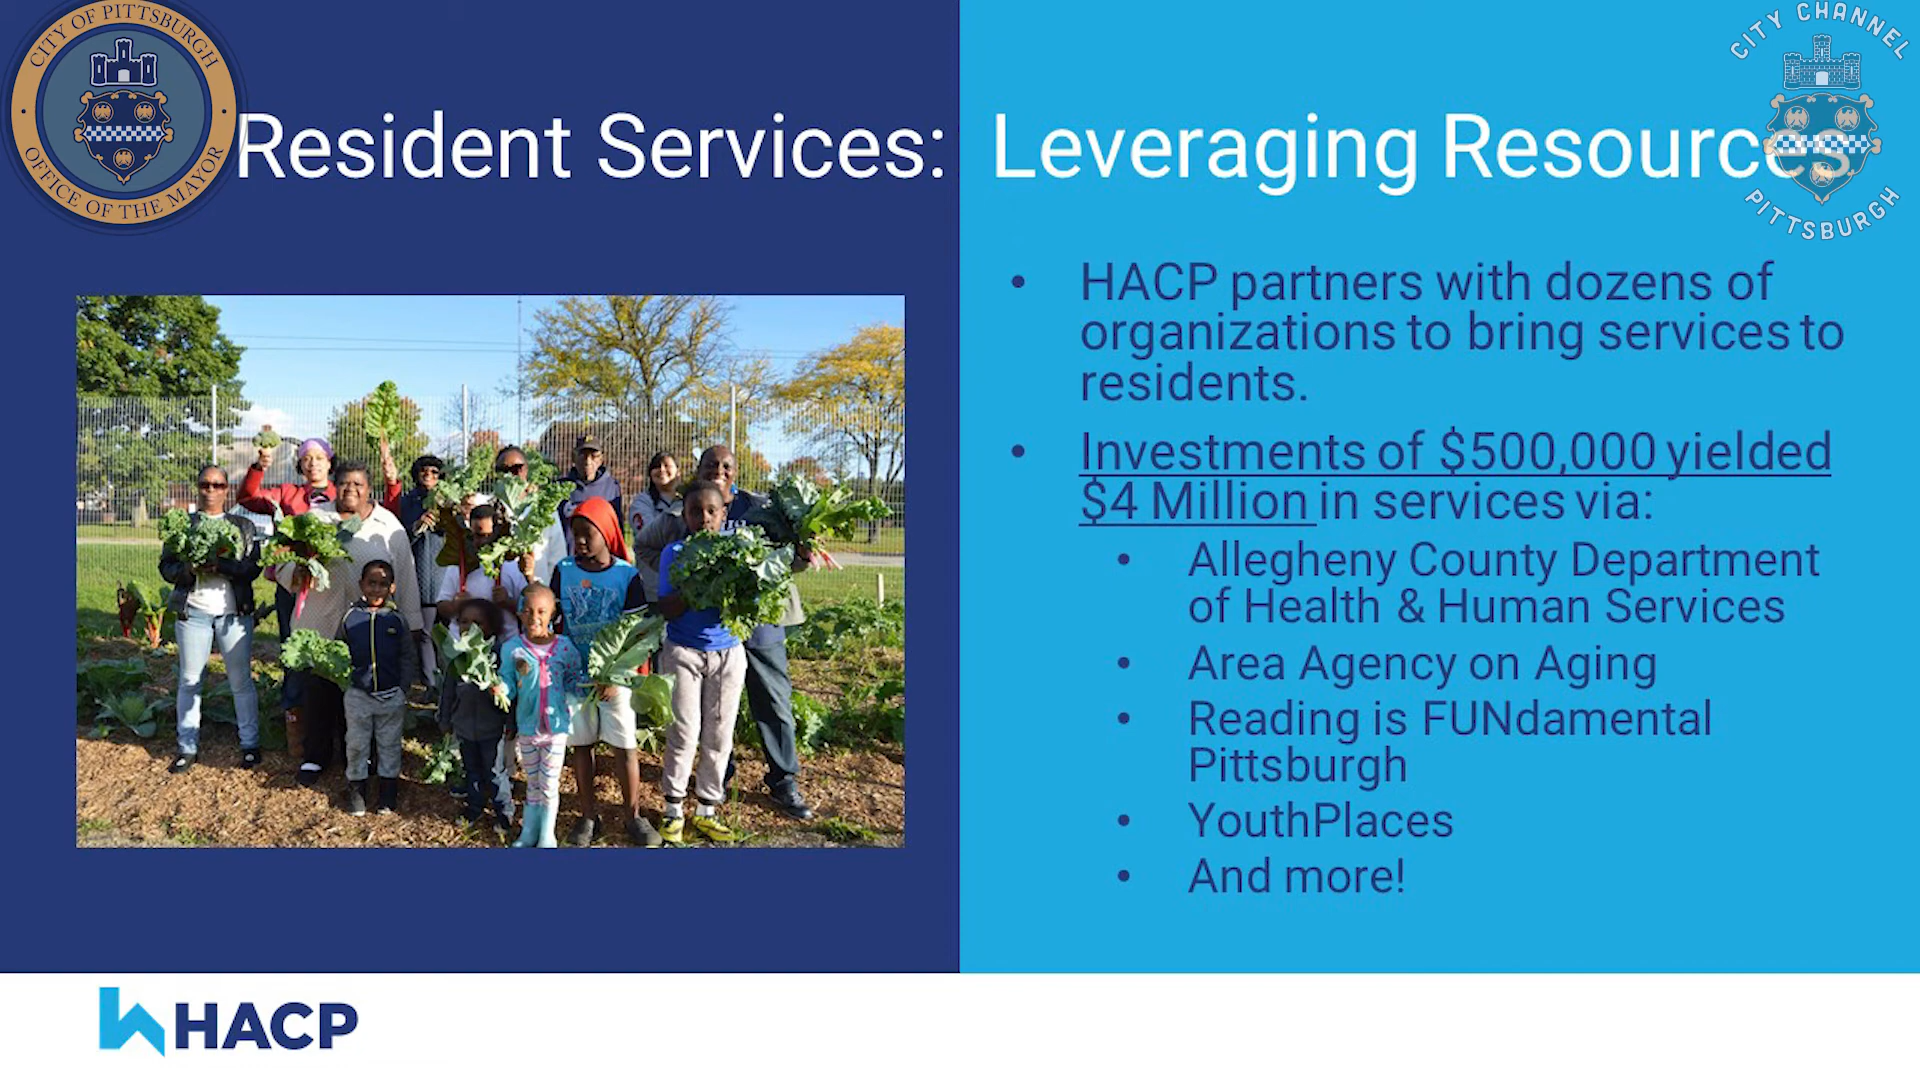 CITY OF PITTSBURGH
OFFICE OF THE MAYOR
CITY CHANNEL
PITTSBURGH
Resident Services: Leveraging Resources
• HACP partners with dozens of
organizations to bring services to
residents.
• Investments of $500,000 yielded
$4 Million in services via:
• Allegheny County Department
of Health & Human Services
• Area Agency on Aging
• Reading is FUNdamental
Pittsburgh
• YouthPlaces
• And more!
HACP